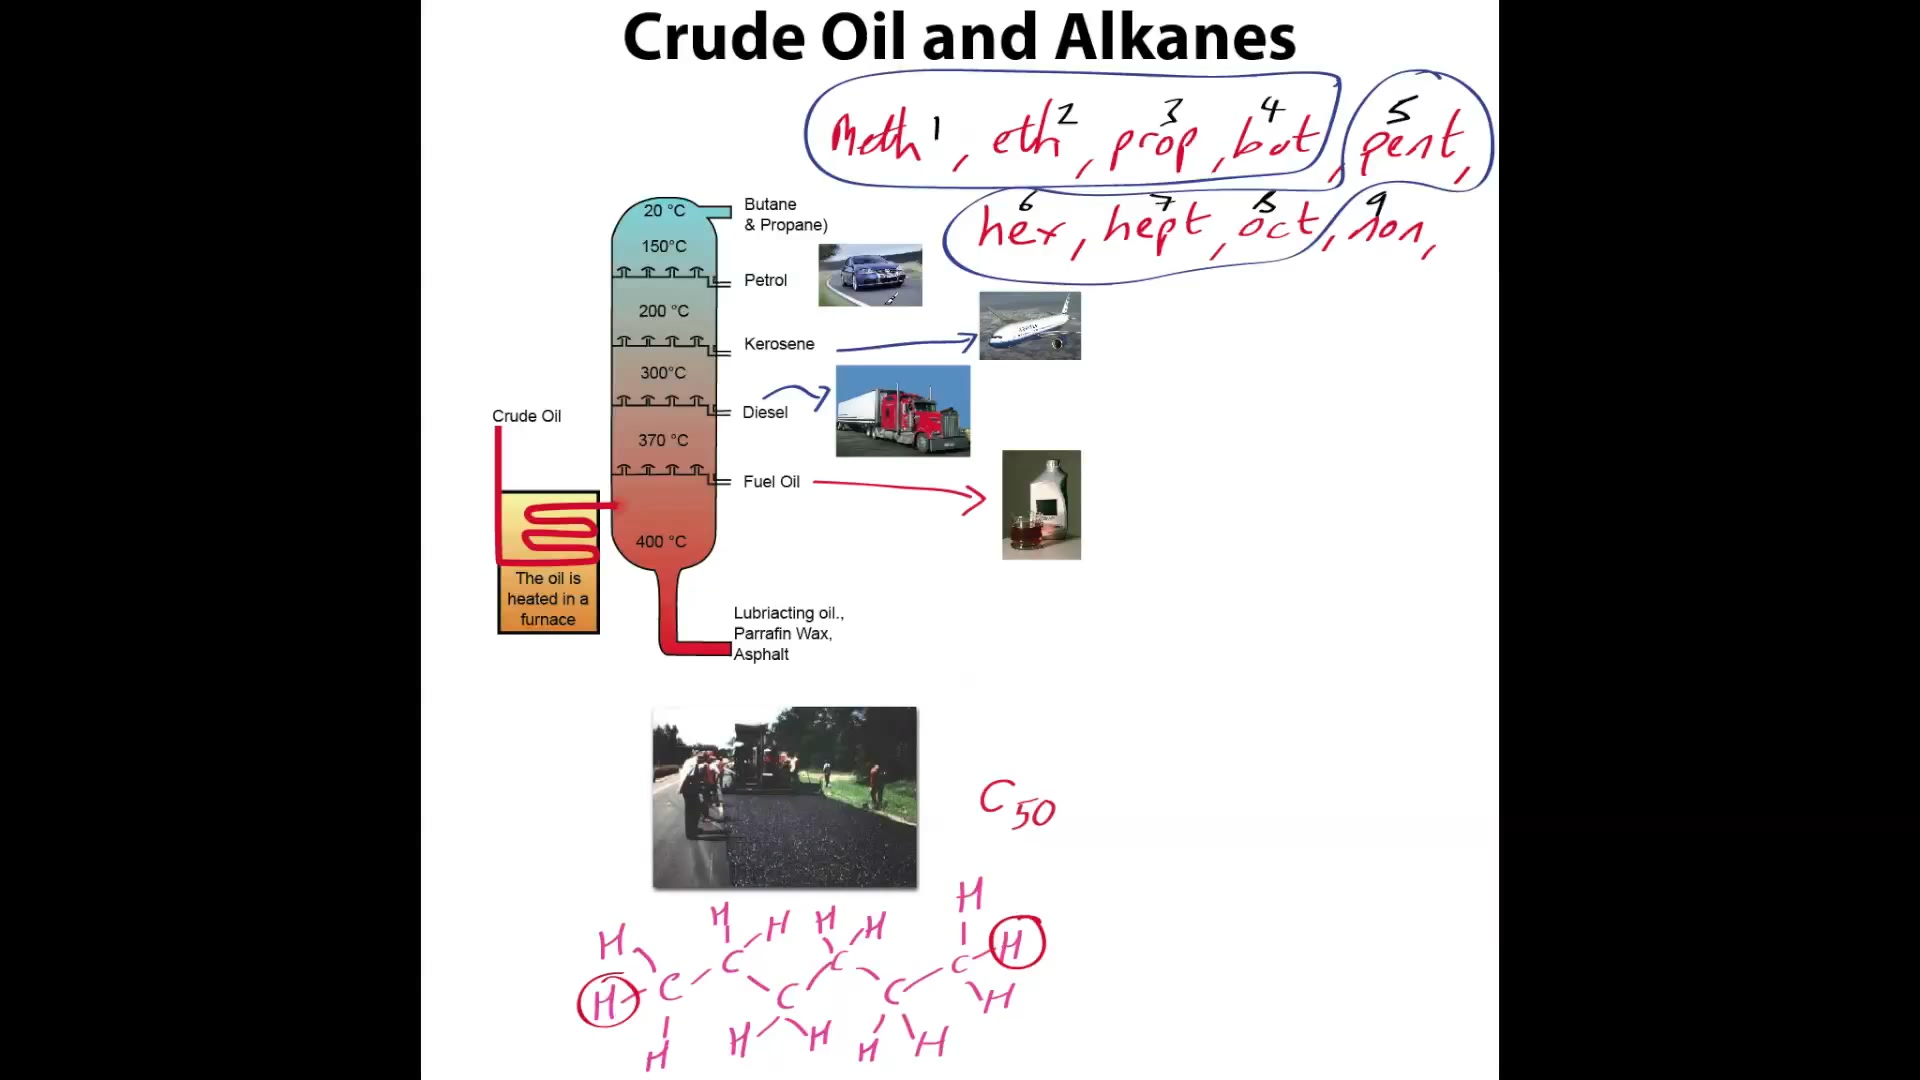 Crude Oil and Alkanes
1 2 3 4 5
Meth, eth, prop, but, pent,
6 7 8 9
hex, hept, oct, non,
20 °C
Butane
& Propane)
150°C
Petrol
200 °C
Kerosene
300°C
Diesel
Crude Oil
370 °C
Fuel Oil
400 °C
The oil is
heated in a
furnace
Lubriacting oil.,
Parrafin Wax,
Asphalt
C50
H
H H H H
H H
C C
H C C C C H
H
H H H H H